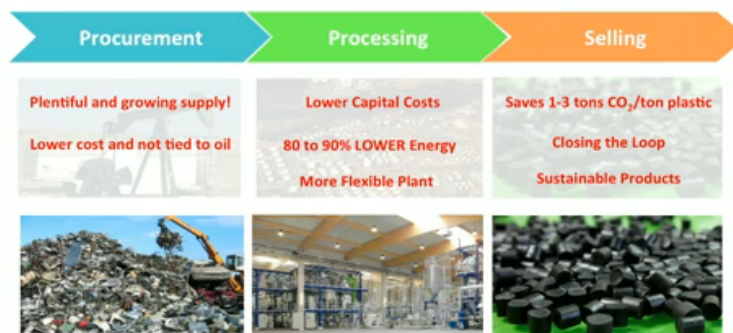 Procurement
Processing
Selling
Plentiful and growing supply!
Lower cost and not tied to oil
Lower Capital Costs
80 to 90% LOWER Energy
More Flexible Plant
Saves 1-3 tons CO₂/ton plastic
Closing the Loop
Sustainable Products